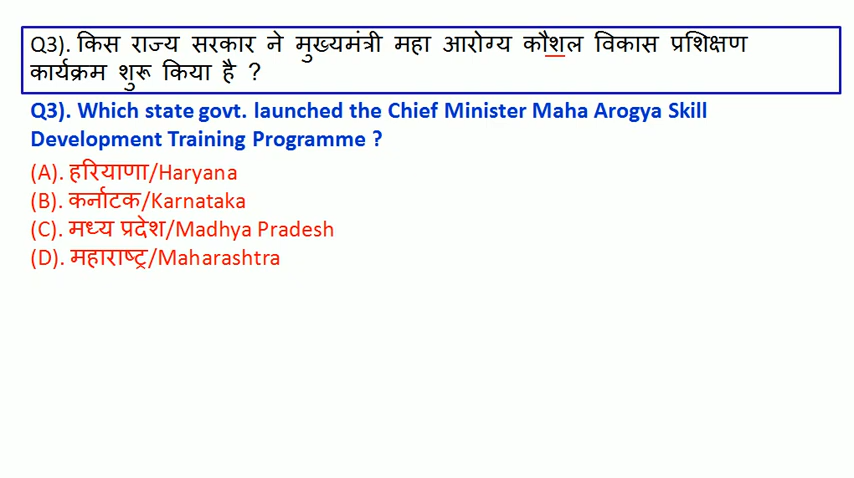 Q3). किस राज्य सरकार ने मुख्यमंत्री महा आरोग्य कौशल विकास प्रशिक्षण
कार्यक्रम शुरू किया है ?
Q3). Which state govt. launched the Chief Minister Maha Arogya Skill
Development Training Programme ?
(A). हरियाणा/Haryana
(B). कर्नाटक/Karnataka
(C). मध्य प्रदेश/Madhya Pradesh
(D). महाराष्ट्र/Maharashtra